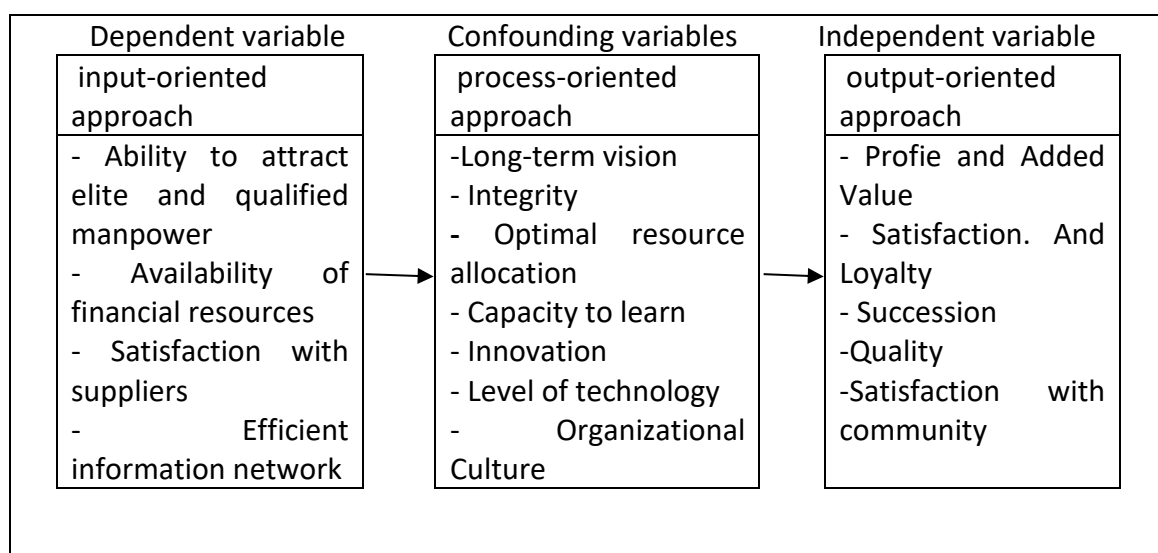 Dependent variable
input-oriented
approach
- Ability to attract
elite and qualified
manpower
- Availability of
financial resources
- Satisfaction with
suppliers
- Efficient
information network
Confounding variables
process-oriented
approach
-Long-term vision
- Integrity
- Optimal resource
allocation
- Capacity to learn
- Innovation
- Level of technology
- Organizational
Culture
Independent variable
output-oriented
approach
- Profie and Added
Value
- Satisfaction. And
Loyalty
- Succession
-Quality
-Satisfaction with
community